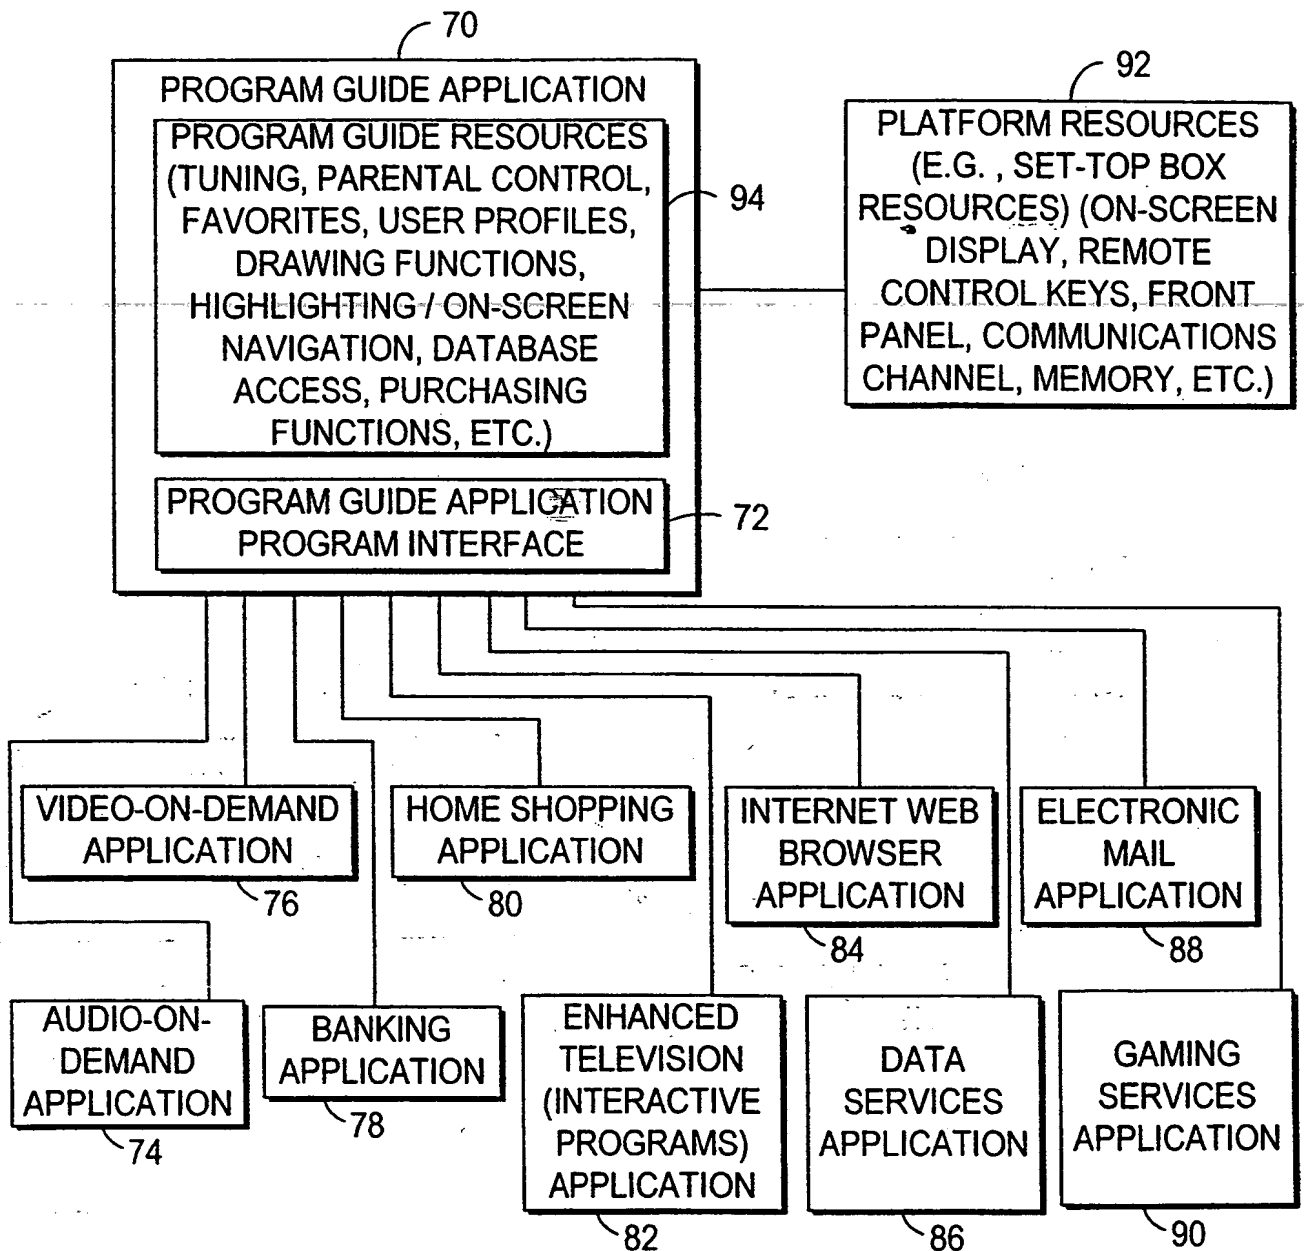 70
PROGRAM GUIDE APPLICATION
PROGRAM GUIDE RESOURCES
(TUNING, PARENTAL CONTROL,
FAVORITES, USER PROFILES,
DRAWING FUNCTIONS,
HIGHLIGHTING / ON-SCREEN
NAVIGATION, DATABASE
ACCESS, PURCHASING
FUNCTIONS, ETC.)
94
PROGRAM GUIDE APPLICATION
PROGRAM INTERFACE
72
92
PLATFORM RESOURCES
(E.G. , SET-TOP BOX
RESOURCES) (ON-SCREEN
DISPLAY, REMOTE
CONTROL KEYS, FRONT
PANEL, COMMUNICATIONS
CHANNEL, MEMORY, ETC.)
VIDEO-ON-DEMAND
APPLICATION
76
HOME SHOPPING
APPLICATION
80
INTERNET WEB
BROWSER
APPLICATION
84
ELECTRONIC
MAIL
APPLICATION
88
AUDIO-ON-
DEMAND
APPLICATION
74
BANKING
APPLICATION
78
ENHANCED
TELEVISION
(INTERACTIVE
PROGRAMS)
APPLICATION
82
DATA
SERVICES
APPLICATION
86
GAMING
SERVICES
APPLICATION
90